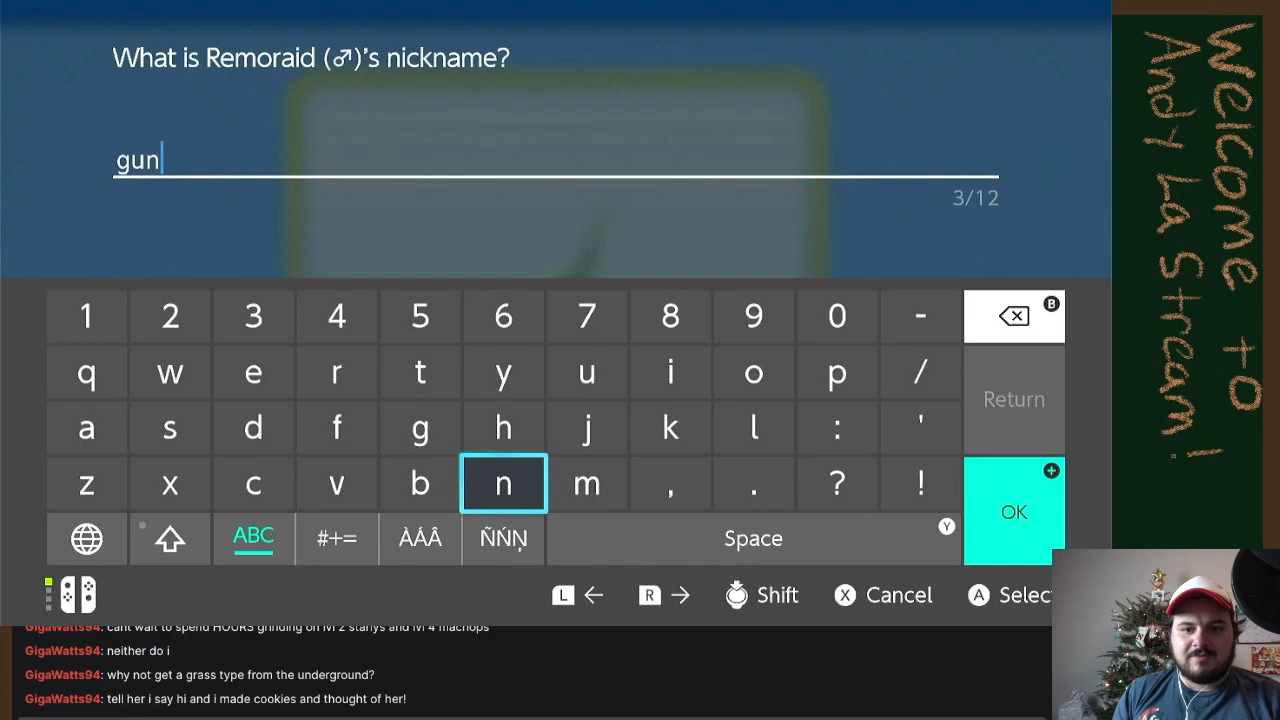 What is Remoraid (♂)'s nickname?
gun
3/12
1 2 3 4 5 6 7 8 9 0 -
q w e r t y u i o p /
Return
a s d f g h j k l : '
z x c v b n m , . ? !
OK
ABC #+= ÀÁÂ ÑŃŅ Space
L ← R → Shift X Cancel A Selec
GigaWatts94: cant wait to spend HOURS grinding on lvl 2 starlys and lvl 4 machops
GigaWatts94: neither do i
GigaWatts94: why not get a grass type from the underground?
GigaWatts94: tell her i say hi and i made cookies and thought of her!
Welcome to
Andy La Stream!